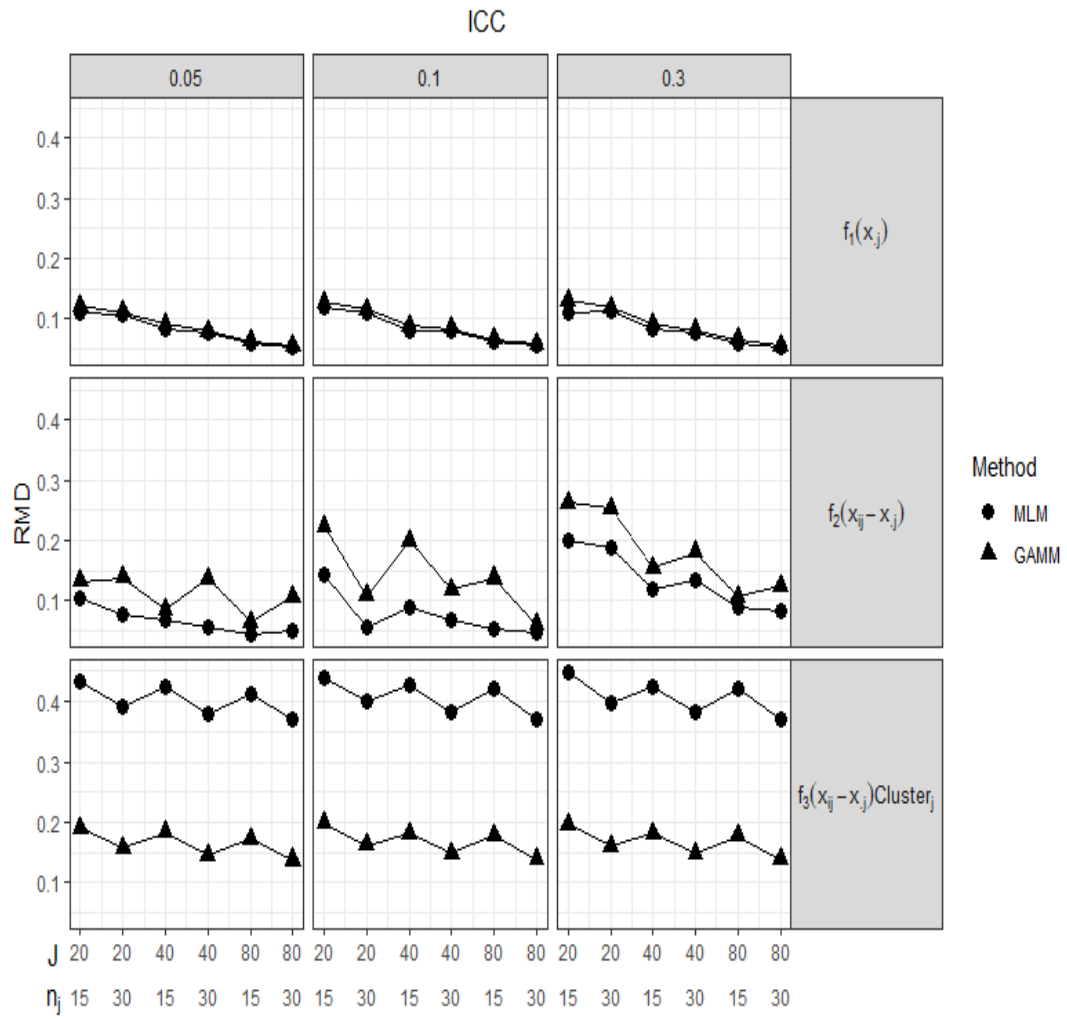 ICC
0.05 0.1 0.3
0.4
0.3
0.2
0.1
f₁(x.ⱼ)
0.4
0.3
0.2
0.1
f₂(xᵢⱼ − x.ⱼ)
0.4
0.3
0.2
0.1
f₃(xᵢⱼ − x.ⱼ)Clusterⱼ
RMD
Method
MLM
GAMM
J 20 20 40 40 80 80 20 20 40 40 80 80 20 20 40 40 80 80
nⱼ 15 30 15 30 15 30 15 30 15 30 15 30 15 30 15 30 15 30